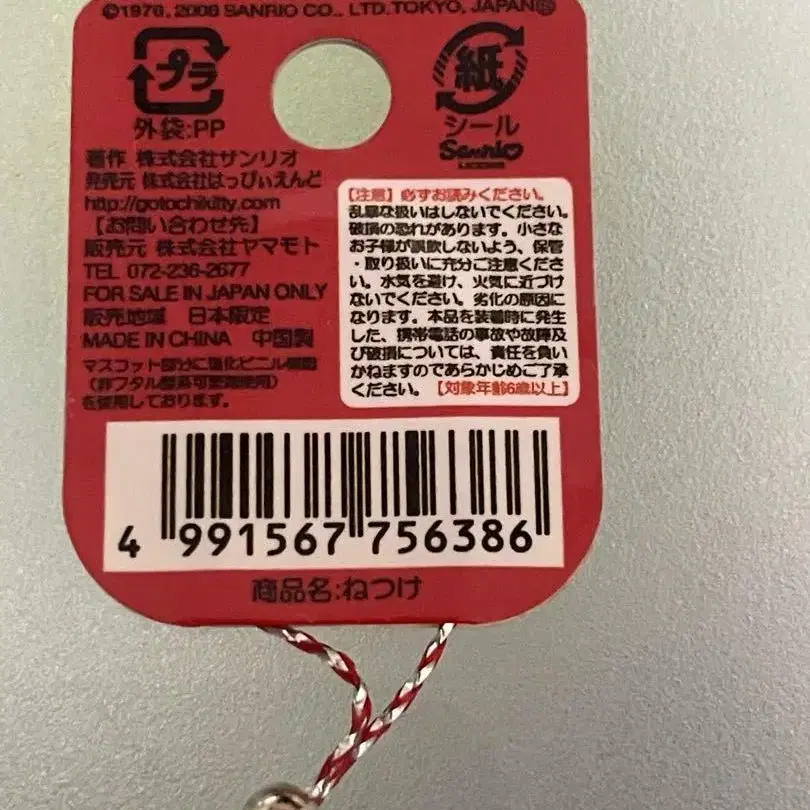 ©1976, 2008 SANRIO CO., LTD.TOKYO, JAPAN Ⓛ
プラ
外袋:PP
紙
シール
Sanrio
LICENSE
著作 株式会社サンリオ
発売元 株式会社はっぴぃえんど
http://gotochikitty.com
【お問い合わせ先】
販売元 株式会社ヤマモト
TEL 072-236-2677
FOR SALE IN JAPAN ONLY
販売地域 日本限定
MADE IN CHINA 中国製
マスコット部分に塩化ビニル樹脂
(非フタル酸系可塑剤使用)
を使用しております。
【注意】必ずお読みください。
乱暴な扱いはしないでください。
破損の恐れがあります。小さな
お子様が誤飲しないよう、保管
・取り扱いに充分ご注意くださ
い。水気を避け、火気に近づけ
ないでください。劣化の原因に
なります。本品を装着時に発生
した、携帯電話の事故や故障及
び破損については、責任を負い
かねますのであらかじめご了承
ください。【対象年齢6歳以上】
4 991567 756386
商品名:ねつけ